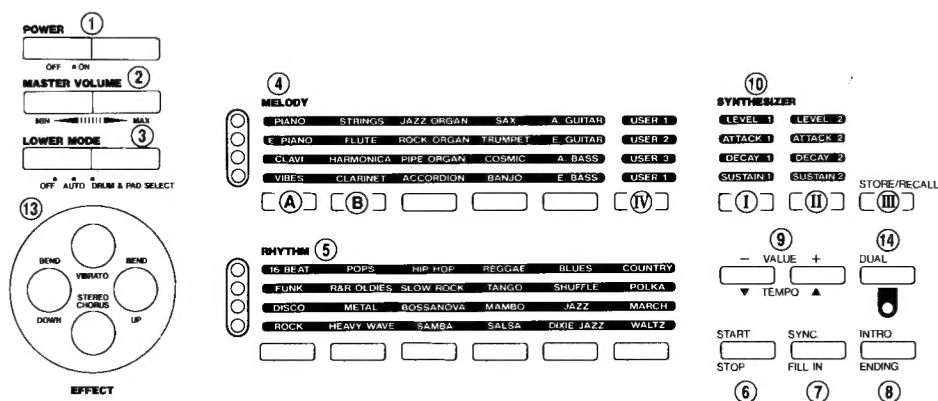 POWER ①
OFF ON
MASTER VOLUME ②
MIN MAX
LOWER MODE ③
OFF AUTO DRUM & PAD SELECT
⑬
BEND VIBRATO BEND
STEREO
CHORUS
DOWN UP
EFFECT
④
MELODY
PIANO STRINGS JAZZ ORGAN SAX A. GUITAR USER 1
E PIANO FLUTE ROCK ORGAN TRUMPET E. GUITAR USER 2
CLAVI HARMONICA PIPE ORGAN COSMIC A. BASS USER 3
VIBES CLARINET ACCORDION BANJO E. BASS USER 1
Ⓐ Ⓑ Ⅳ
RHYTHM ⑤
16 BEAT POPS HIP HOP REGGAE BLUES COUNTRY
FUNK R&R OLDIES SLOW ROCK TANGO SHUFFLE POLKA
DISCO METAL BOSSANOVA MAMBO JAZZ MARCH
ROCK HEAVY WAVE SAMBA SALSA DIXIE JAZZ WALTZ
⑩
SYNTHESIZER
LEVEL 1 LEVEL 2
ATTACK 1 ATTACK 2
DECAY 1 DECAY 2
SUSTAIN 1 SUSTAIN 2
STORE/RECALL
Ⅰ Ⅱ Ⅲ
⑨ ⑭
− VALUE + DUAL
▼ TEMPO ▲
START SYNC. INTRO
STOP FILL IN ENDING
⑥ ⑦ ⑧